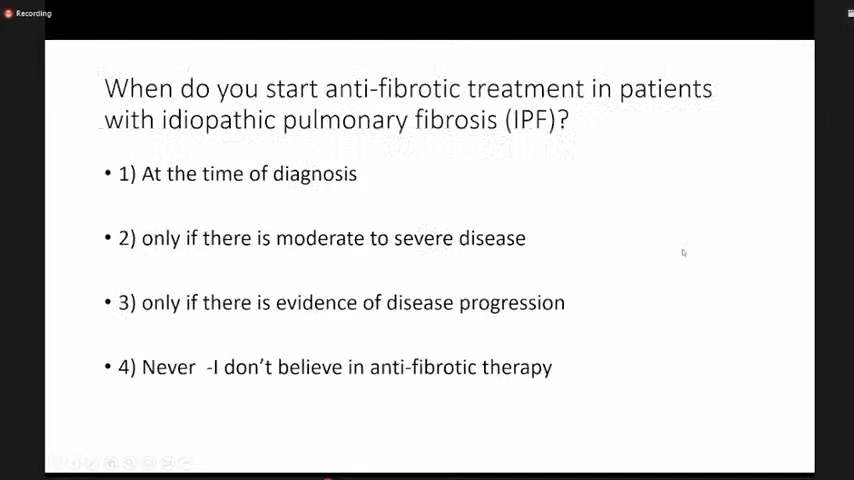 Recording
When do you start anti-fibrotic treatment in patients
with idiopathic pulmonary fibrosis (IPF)?
• 1) At the time of diagnosis
• 2) only if there is moderate to severe disease
• 3) only if there is evidence of disease progression
• 4) Never -I don't believe in anti-fibrotic therapy